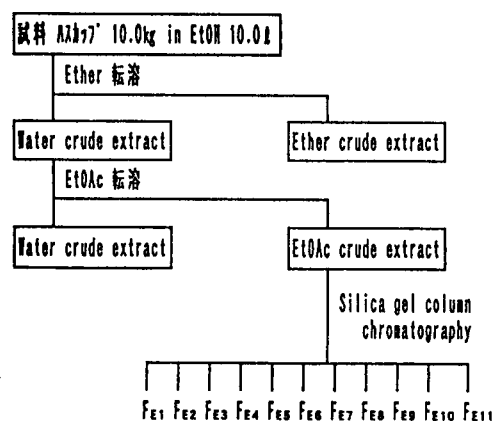 試料 Aスカッブ 10.0kg in EtOH 10.0ℓ
Ether 転溶
Water crude extract
Ether crude extract
EtOAc 転溶
Water crude extract
EtOAc crude extract
Silica gel column
chromatography
FE1 FE2 FE3 FE4 FE5 FE6 FE7 FE8 FE9 FE10 FE11